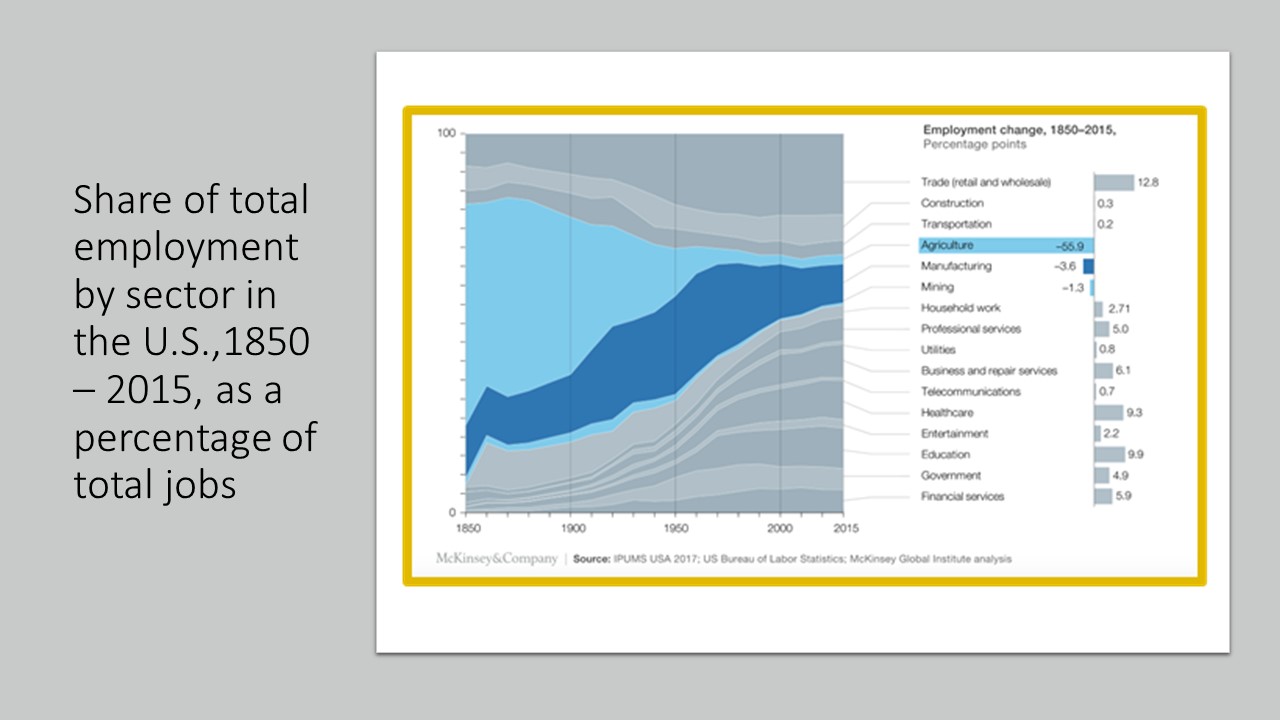 Share of total
employment
by sector in
the U.S.,1850
– 2015, as a
percentage of
total jobs
Employment change, 1850–2015,
Percentage points
100
0
1850 1900 1950 2000 2015
Trade (retail and wholesale) 12.8
Construction 0.3
Transportation 0.2
Agriculture –55.9
Manufacturing –3.6
Mining –1.3
Household work 2.71
Professional services 5.0
Utilities 0.8
Business and repair services 6.1
Telecommunications 0.7
Healthcare 9.3
Entertainment 2.2
Education 9.9
Government 4.9
Financial services 5.9
McKinsey&Company | Source: IPUMS USA 2017; US Bureau of Labor Statistics; McKinsey Global Institute analysis